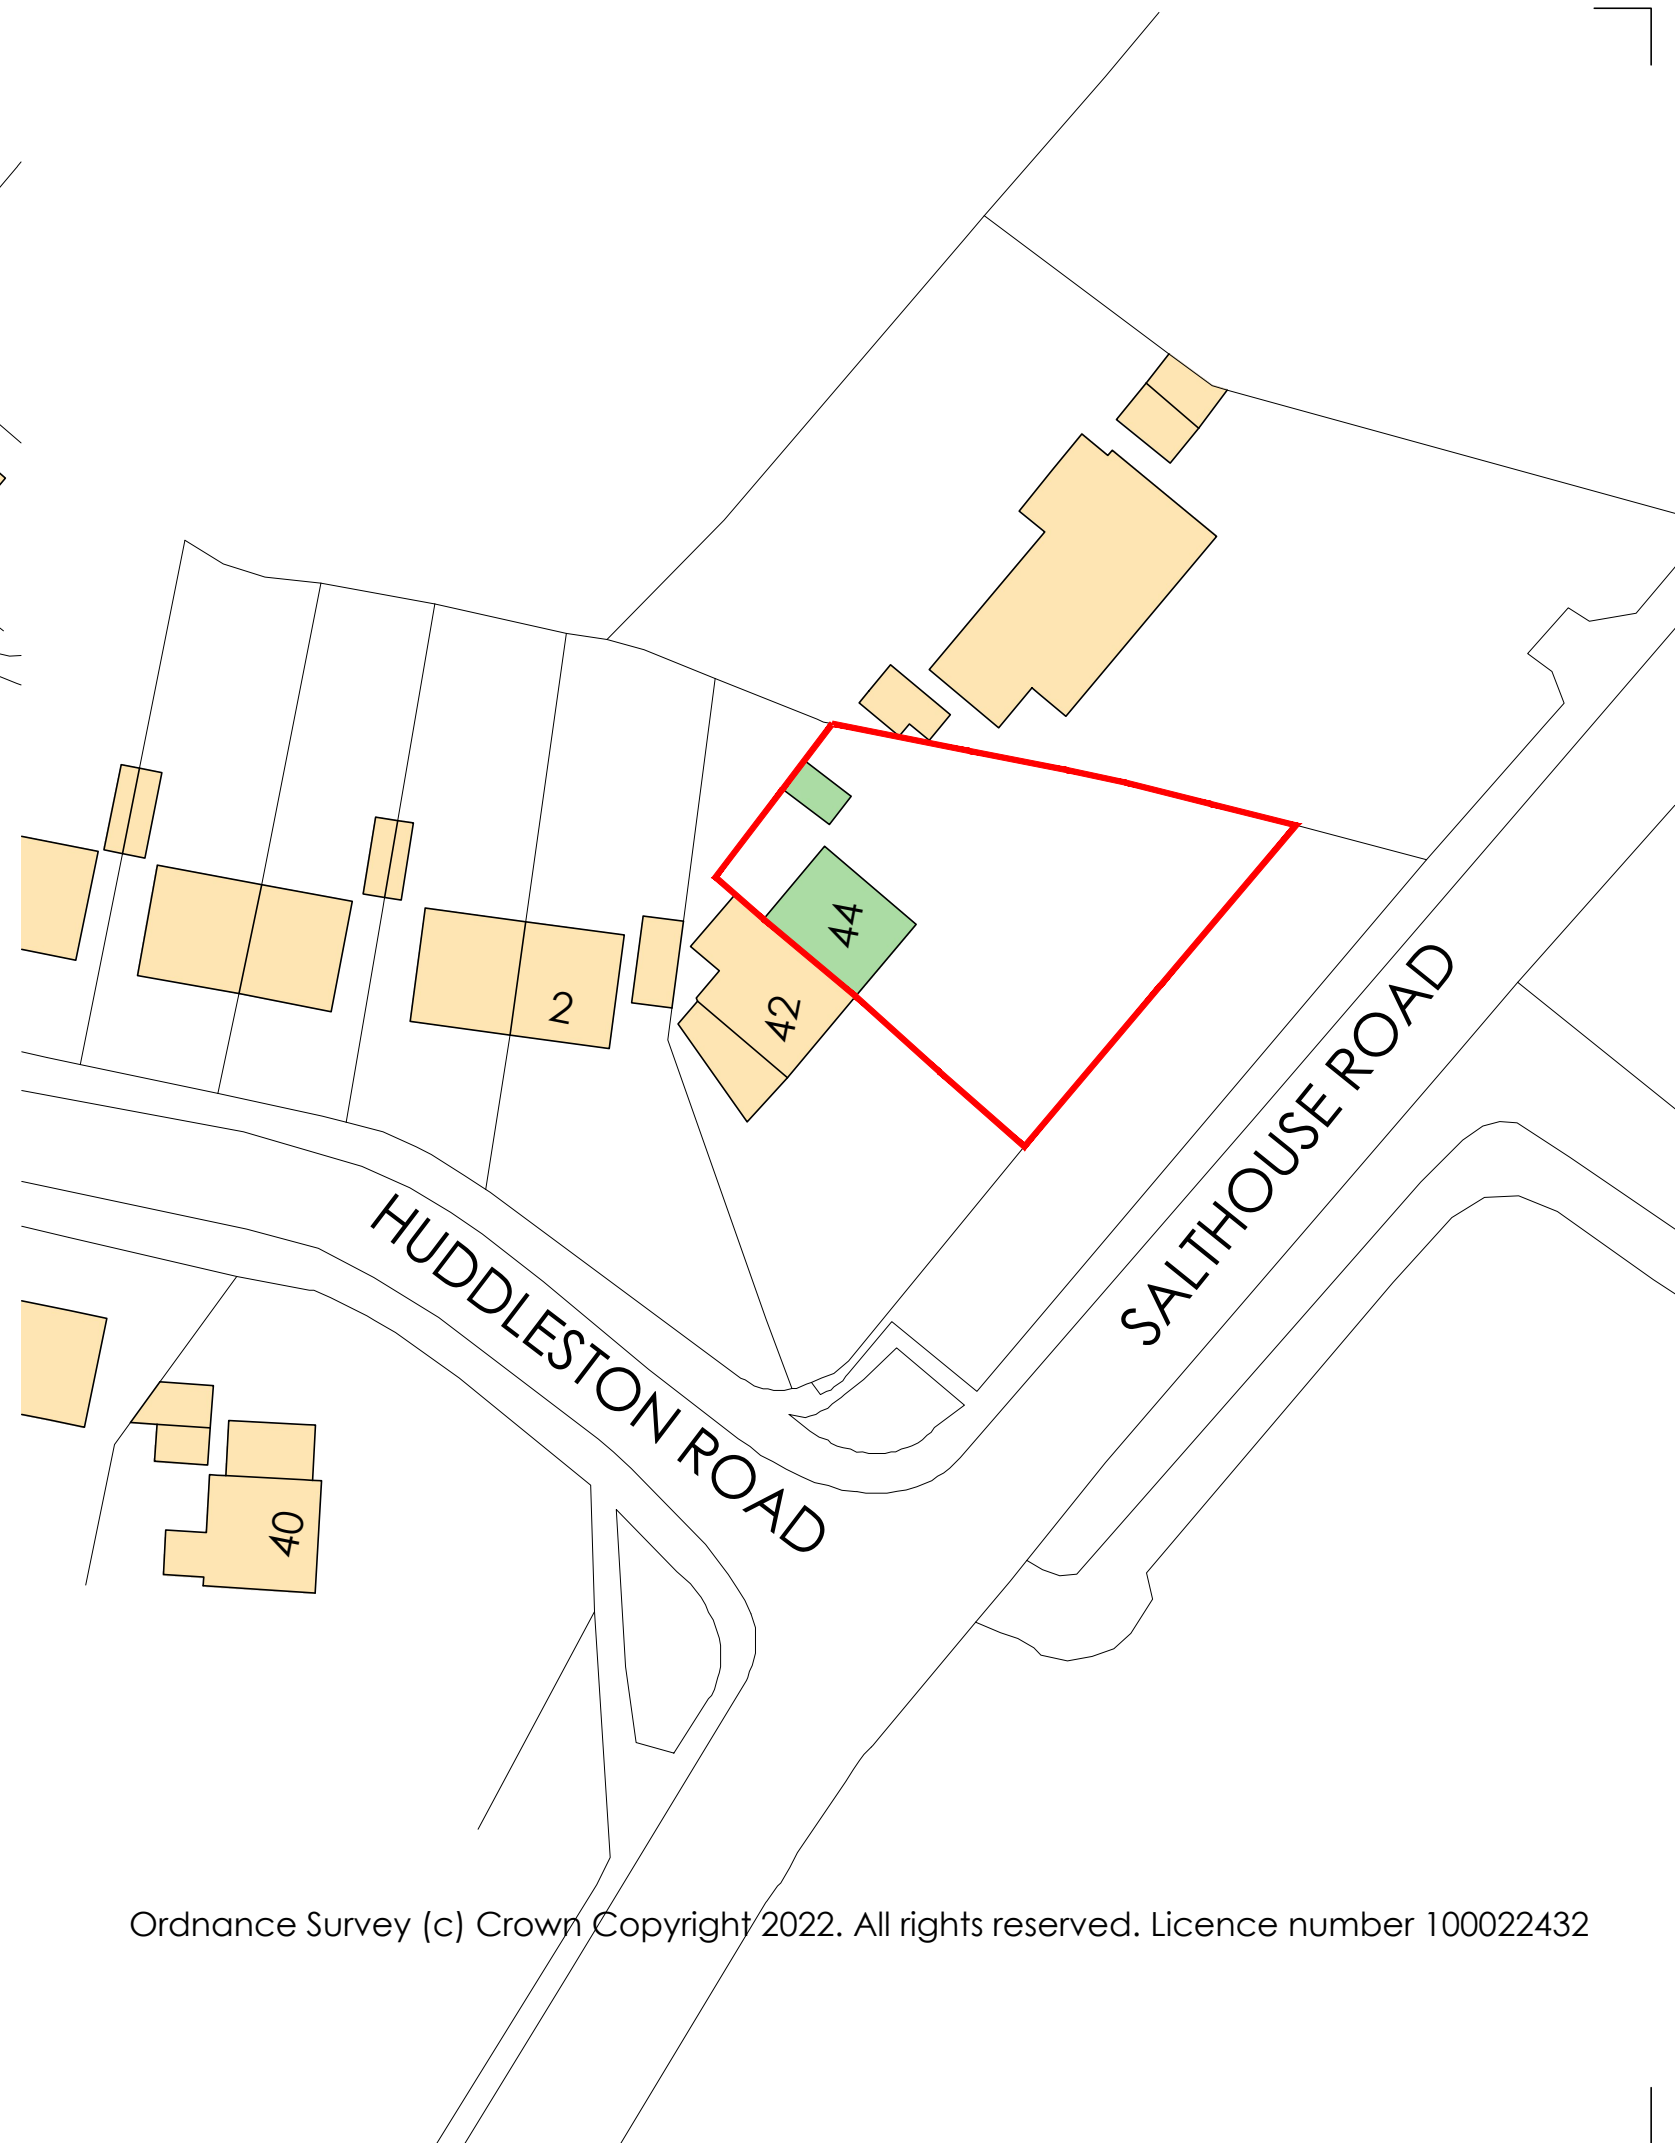 44
42
2
SALTHOUSE ROAD
HUDDLESTON ROAD
40
Ordnance Survey (c) Crown Copyright 2022. All rights reserved. Licence number 100022432